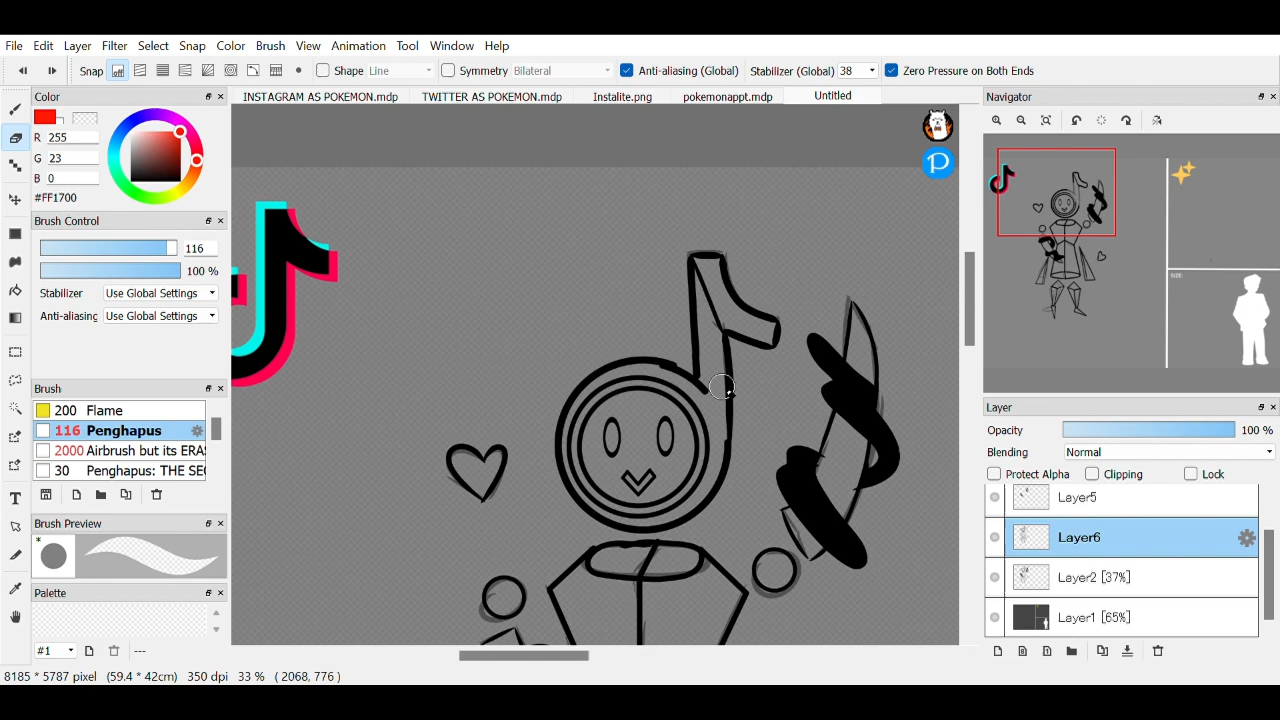 File Edit Layer Filter Select Snap Color Brush View Animation Tool Window Help
Snap off Shape Line Symmetry Bilateral Anti-aliasing (Global) Stabilizer (Global) 38 Zero Pressure on Both Ends
Color
INSTAGRAM AS POKEMON.mdp TWITTER AS POKEMON.mdp Instalite.png pokemonappt.mdp Untitled
Navigator
R 255
G 23
B 0
#FF1700
P
Brush Control
116
100 %
Stabilizer Use Global Settings
Anti-aliasing Use Global Settings
SIZE:
Brush
200 Flame
116 Penghapus
2000 Airbrush but its ERAS
30 Penghapus: THE SEC
Layer
Opacity 100 %
Blending Normal
Protect Alpha Clipping Lock
Layer5
Layer6
Layer2 [37%]
Layer1 [65%]
T
Brush Preview
Palette
#1 ---
8185 * 5787 pixel (59.4 * 42cm) 350 dpi 33 % ( 2068, 776 )